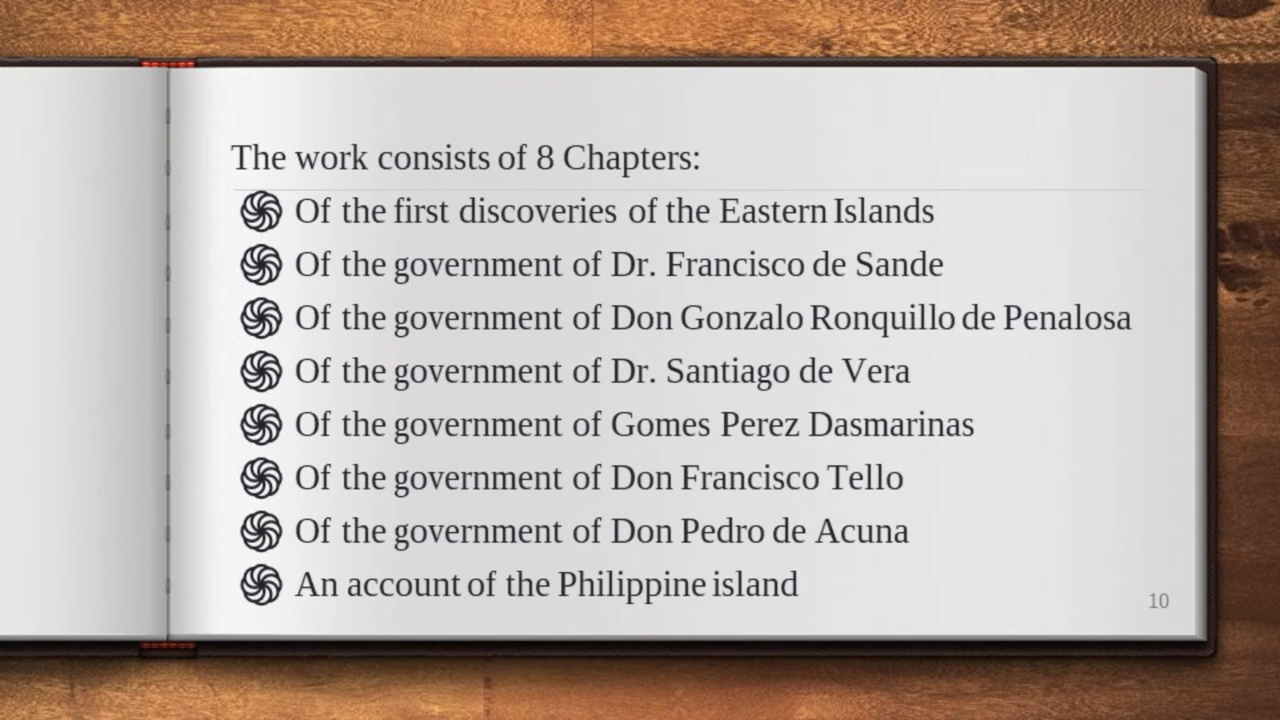 The work consists of 8 Chapters:
Of the first discoveries of the Eastern Islands
Of the government of Dr. Francisco de Sande
Of the government of Don Gonzalo Ronquillo de Penalosa
Of the government of Dr. Santiago de Vera
Of the government of Gomes Perez Dasmarinas
Of the government of Don Francisco Tello
Of the government of Don Pedro de Acuna
An account of the Philippine island
10